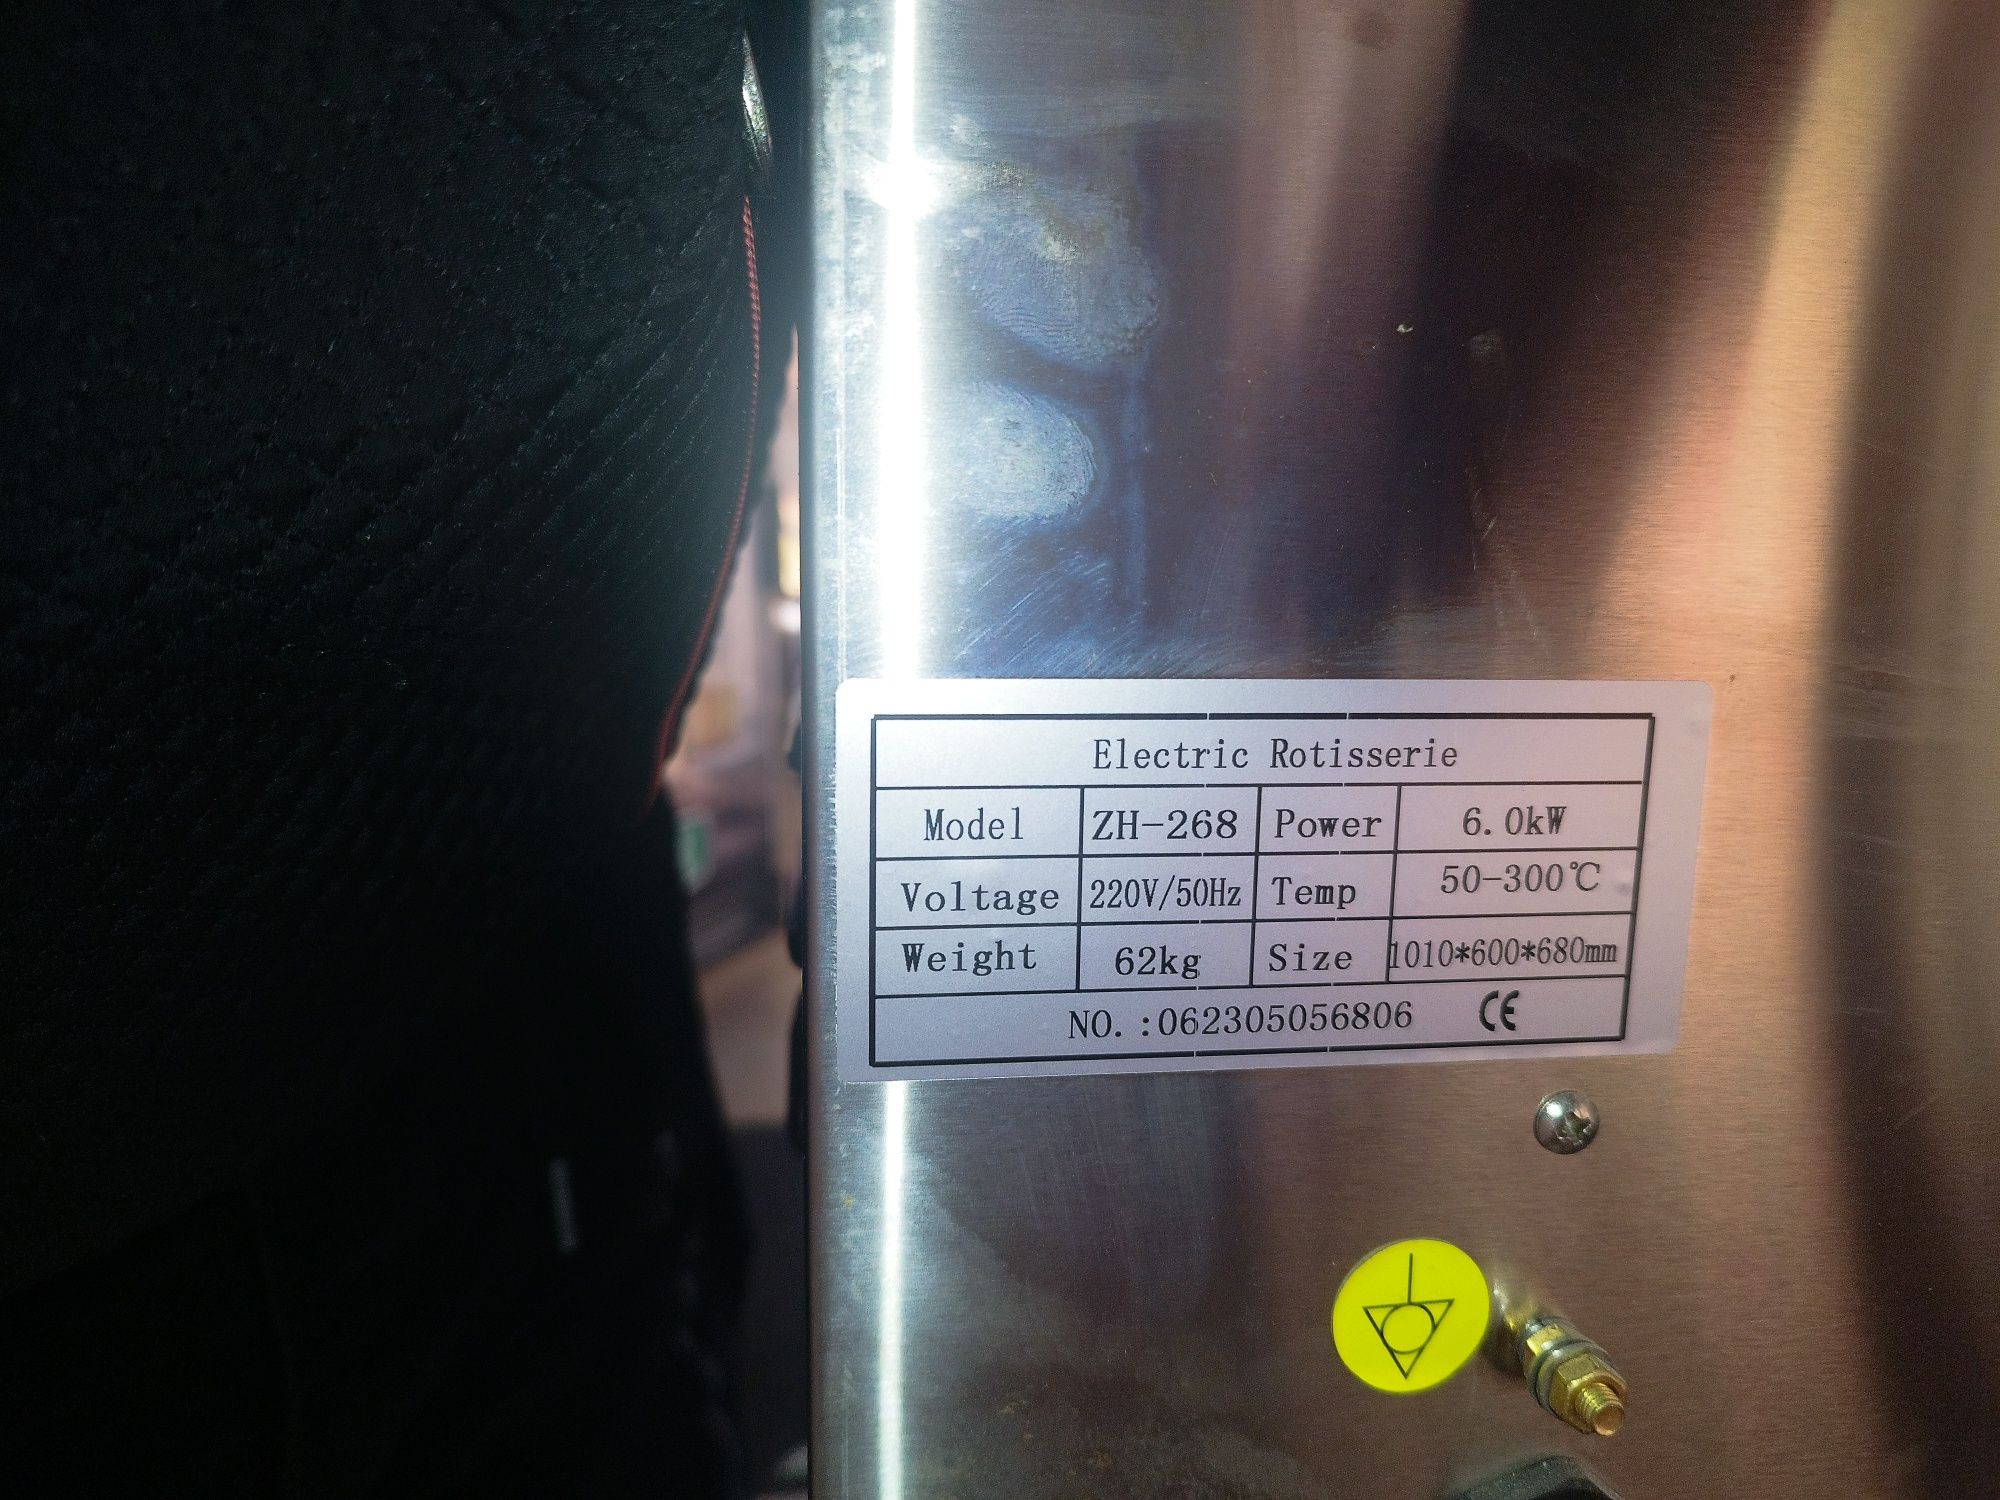 Electric Rotisserie
Model ZH-268 Power 6.0kW
Voltage 220V/50Hz Temp 50-300℃
Weight 62kg Size 1010*600*680mm
NO.:062305056806 CE